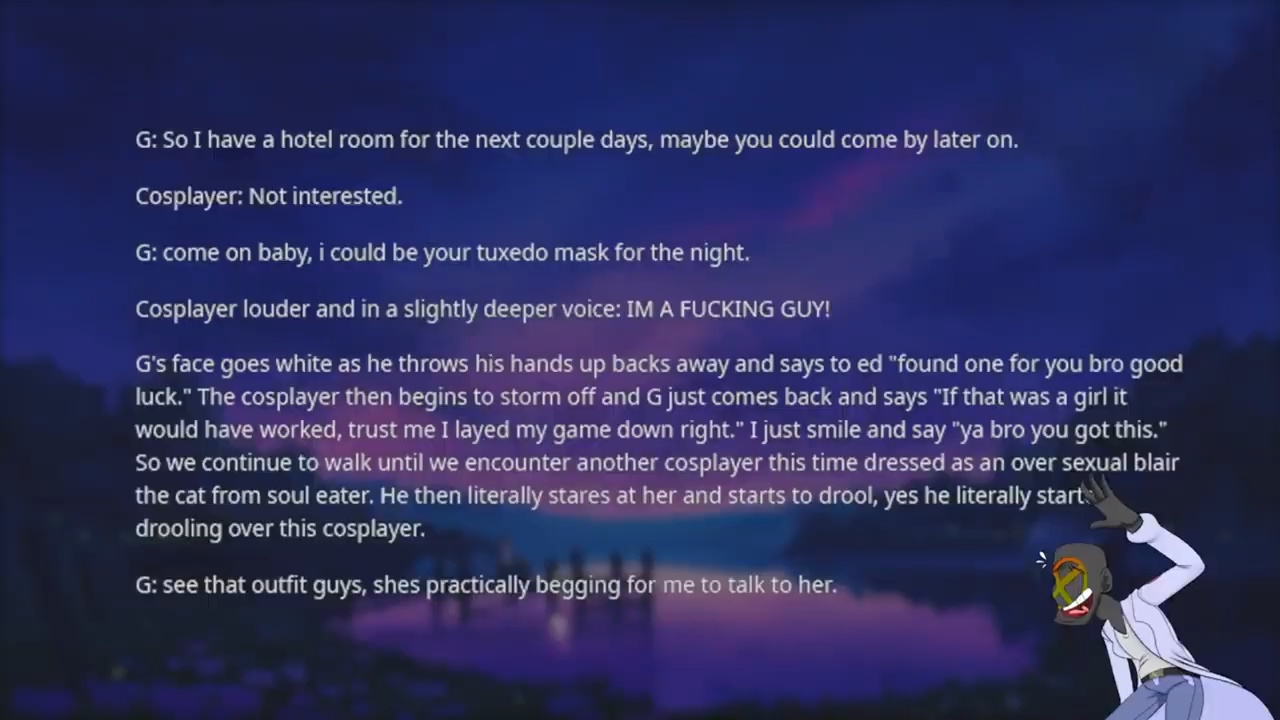 G: So I have a hotel room for the next couple days, maybe you could come by later on.
Cosplayer: Not interested.
G: come on baby, i could be your tuxedo mask for the night.
Cosplayer louder and in a slightly deeper voice: IM A FUCKING GUY!
G's face goes white as he throws his hands up backs away and says to ed "found one for you bro good
luck." The cosplayer then begins to storm off and G just comes back and says "If that was a girl it
would have worked, trust me I layed my game down right." I just smile and say "ya bro you got this."
So we continue to walk until we encounter another cosplayer this time dressed as an over sexual blair
the cat from soul eater. He then literally stares at her and starts to drool, yes he literally start
drooling over this cosplayer.
G: see that outfit guys, shes practically begging for me to talk to her.